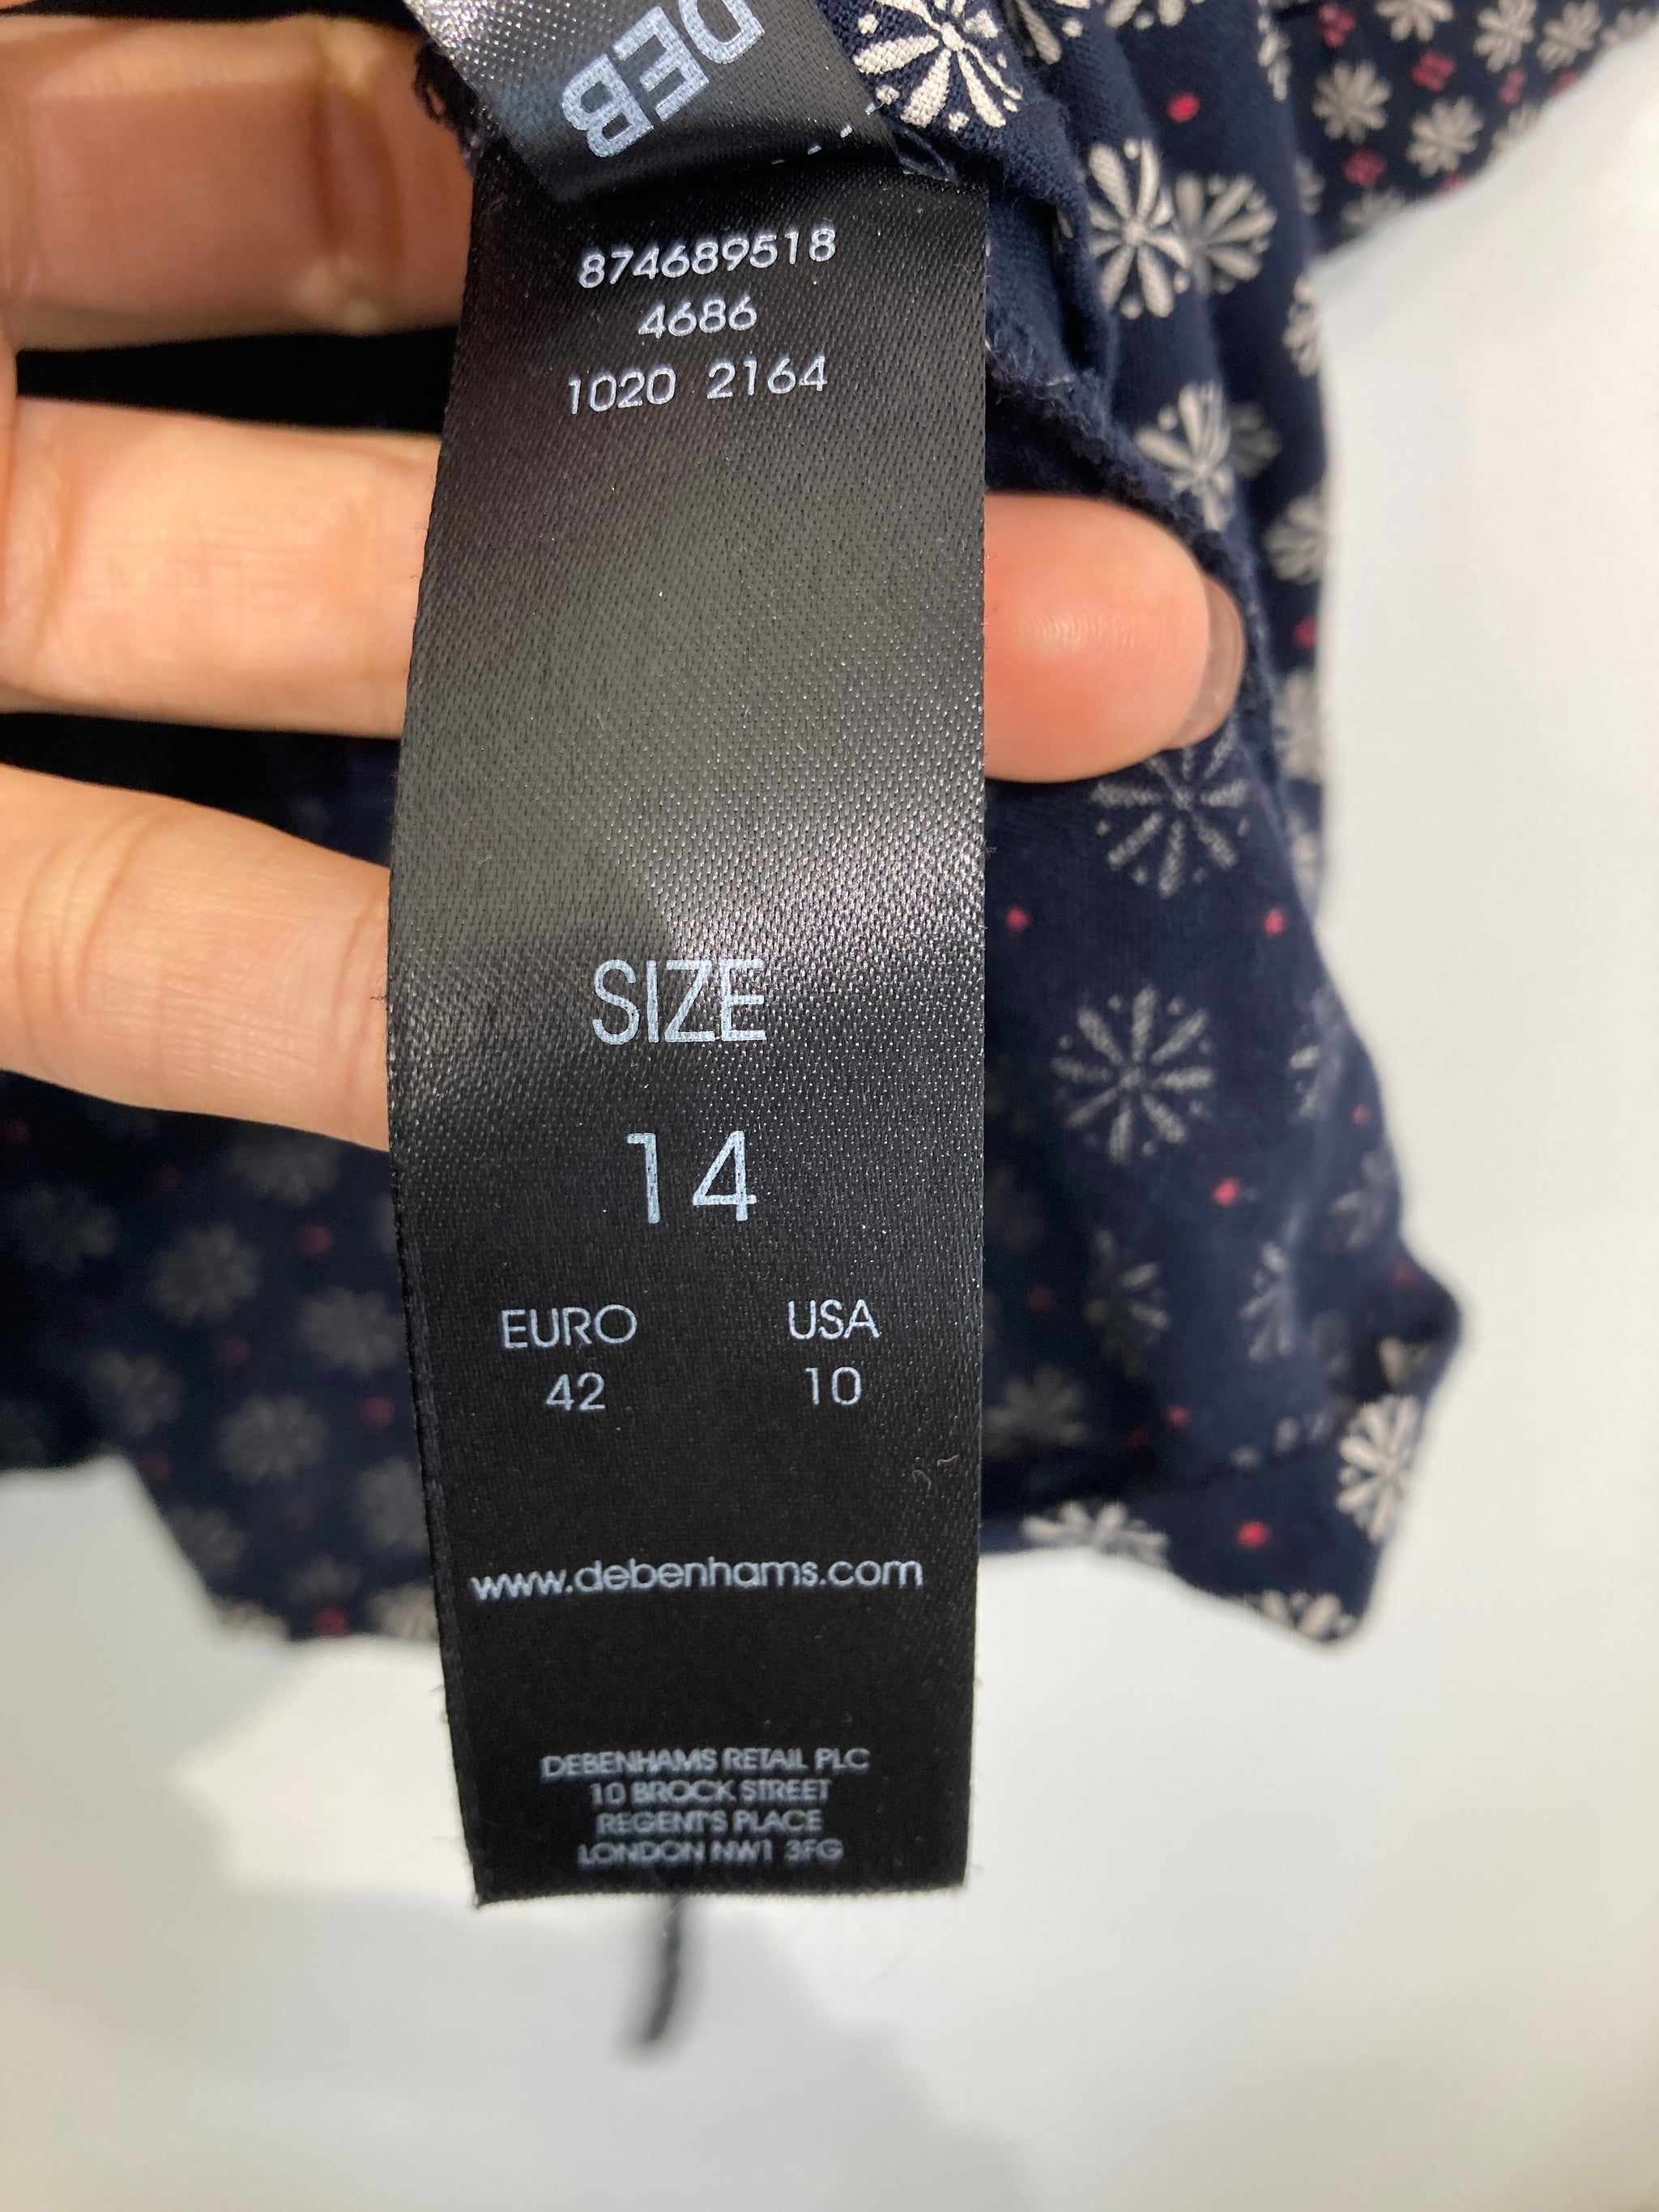 DEB
874689518
4686
1020 2164
SIZE
14
EURO USA
42 10
www.debenhams.com
DEBENHAMS RETAIL PLC
10 BROCK STREET
REGENT'S PLACE
LONDON NW1 3FG